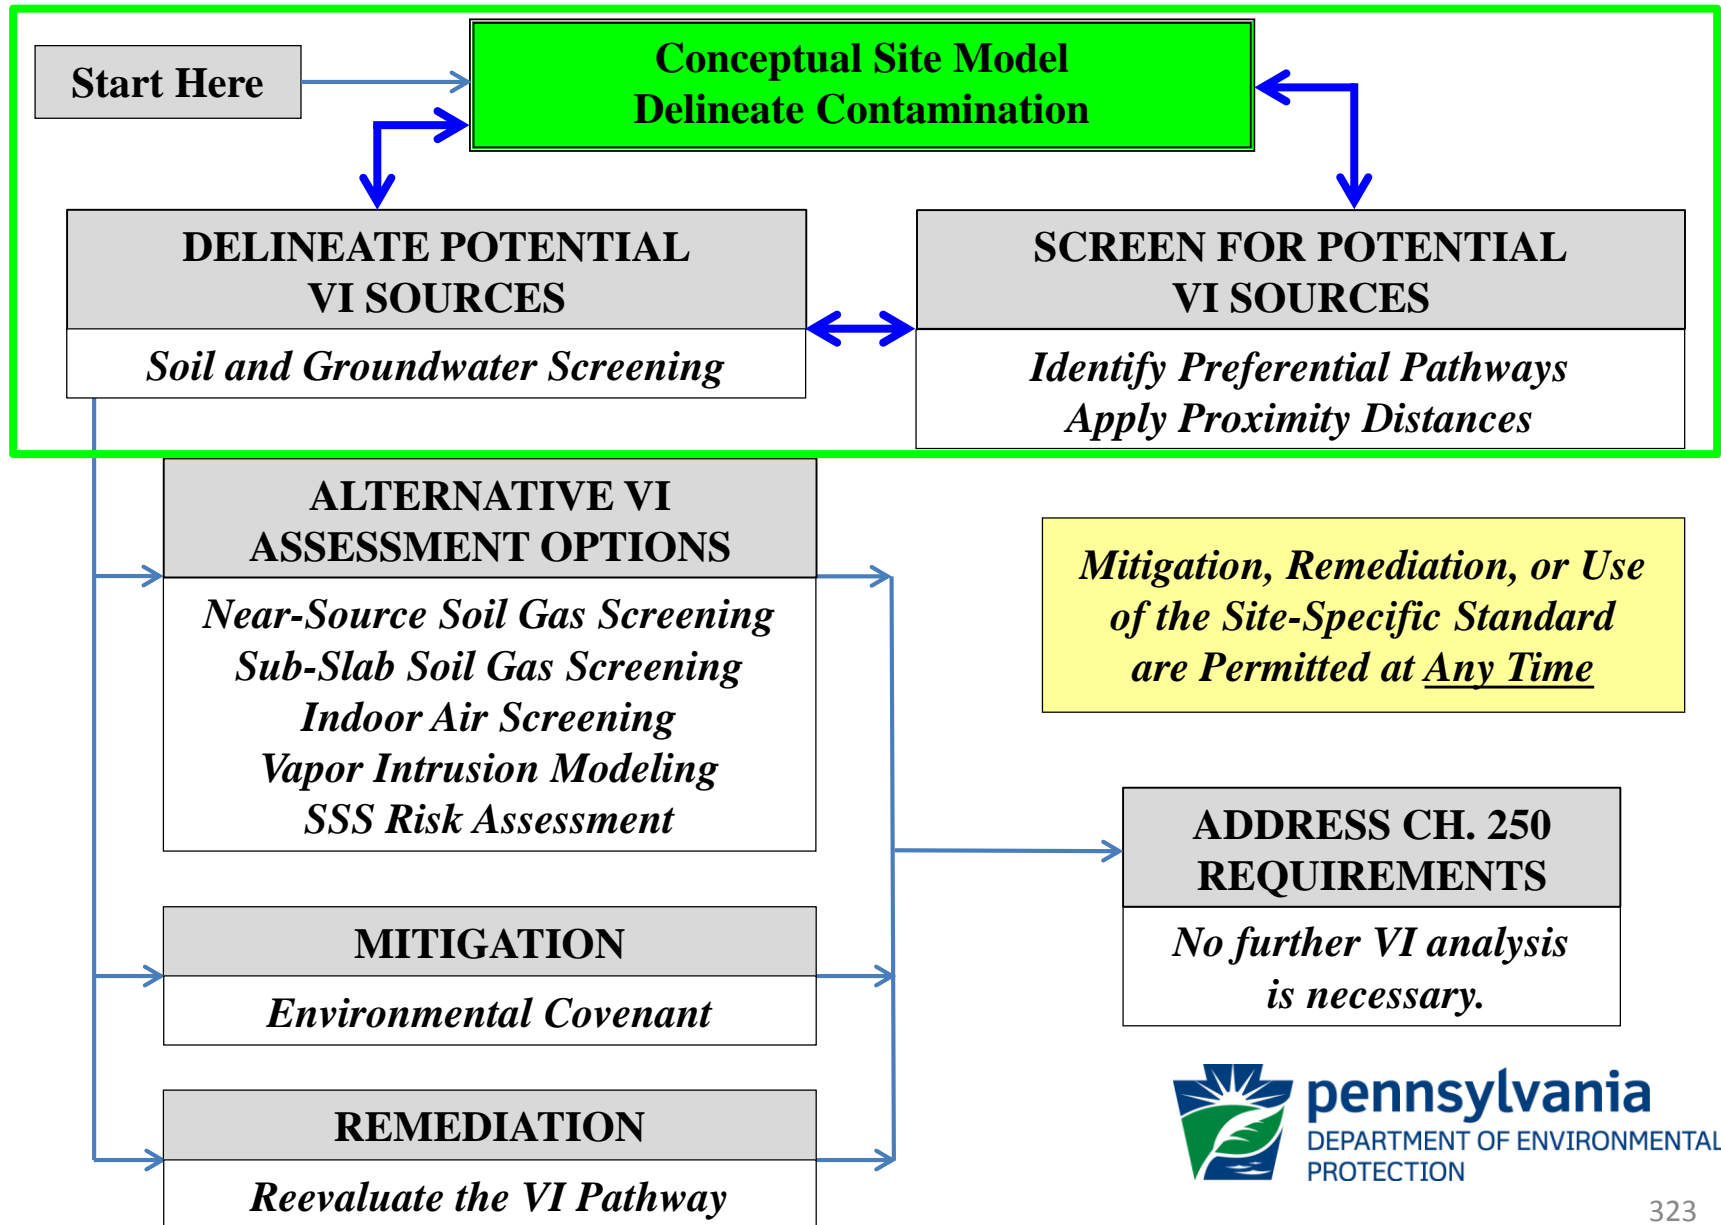 Start Here
Conceptual Site Model
Delineate Contamination
DELINEATE POTENTIAL
VI SOURCES
Soil and Groundwater Screening
SCREEN FOR POTENTIAL
VI SOURCES
Identify Preferential Pathways
Apply Proximity Distances
ALTERNATIVE VI
ASSESSMENT OPTIONS
Near-Source Soil Gas Screening
Sub-Slab Soil Gas Screening
Indoor Air Screening
Vapor Intrusion Modeling
SSS Risk Assessment
Mitigation, Remediation, or Use
of the Site-Specific Standard
are Permitted at Any Time
ADDRESS CH. 250
REQUIREMENTS
No further VI analysis
is necessary.
MITIGATION
Environmental Covenant
REMEDIATION
Reevaluate the VI Pathway
pennsylvania
DEPARTMENT OF ENVIRONMENTAL
PROTECTION
323